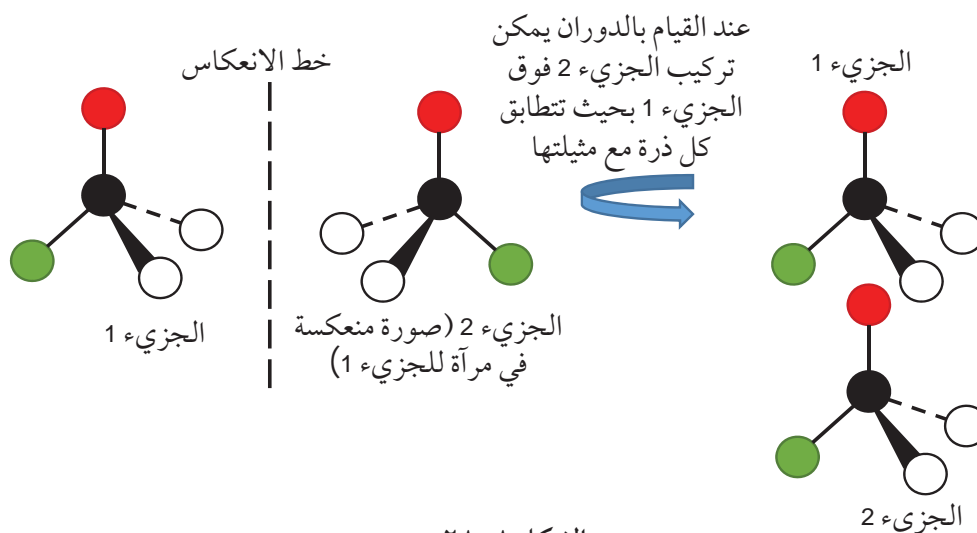 عند القيام بالدوران يمكن
تركيب الجزيء 2 فوق
الجزيء 1 بحيث تتطابق
كل ذرة مع مثيلتها
الجزيء 1
خط الانعكاس
الجزيء 1
الجزيء 2 (صورة منعكسة
في مرآة للجزيء 1)
الجزيء 2